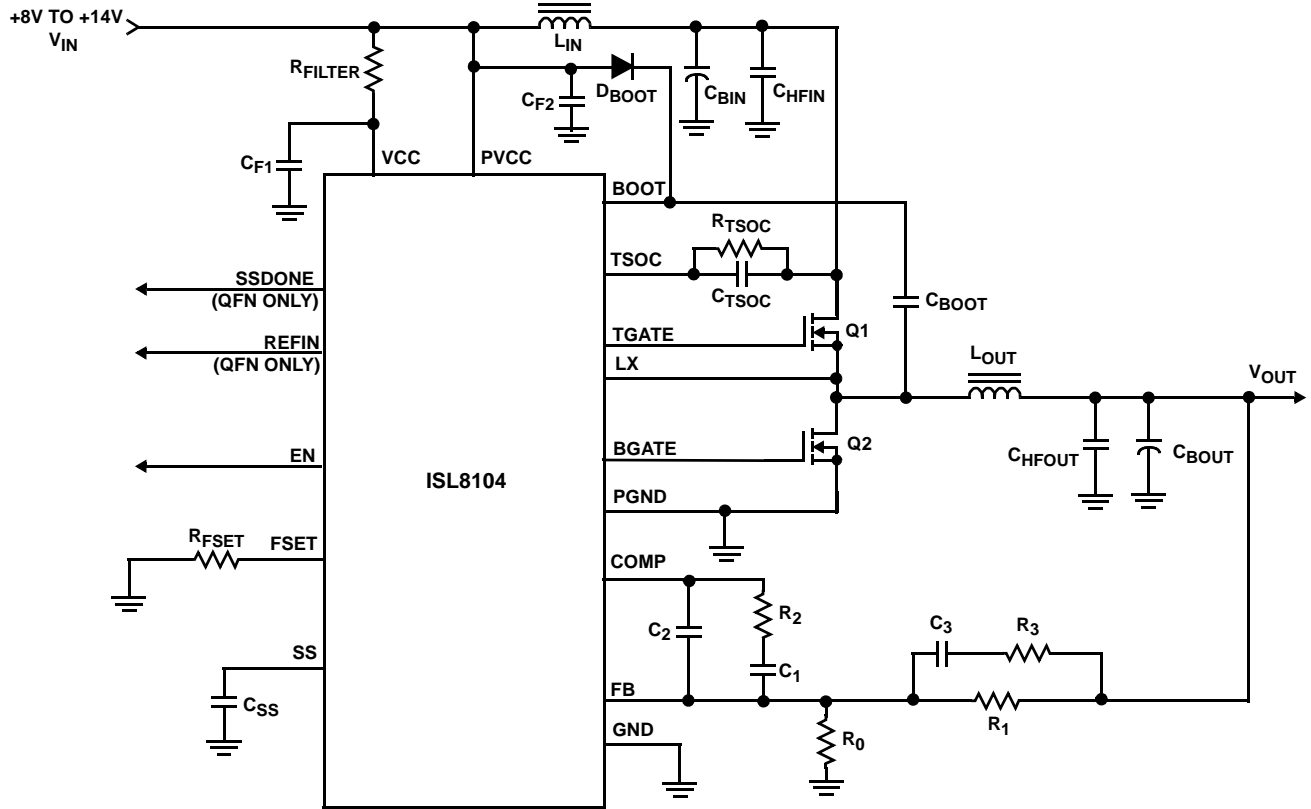 +8V TO +14V
VIN
LIN
RFILTER
CF2
DBOOT
CBIN
CHFIN
CF1
VCC
PVCC
BOOT
RTSOC
TSOC
CTSOC
SSDONE
(QFN ONLY)
CBOOT
REFIN
(QFN ONLY)
TGATE
Q1
LX
LOUT
VOUT
EN
ISL8104
BGATE
Q2
CHFOUT
CBOUT
PGND
RFSET
FSET
COMP
C2
R2
C3
R3
SS
C1
CSS
FB
R1
GND
R0